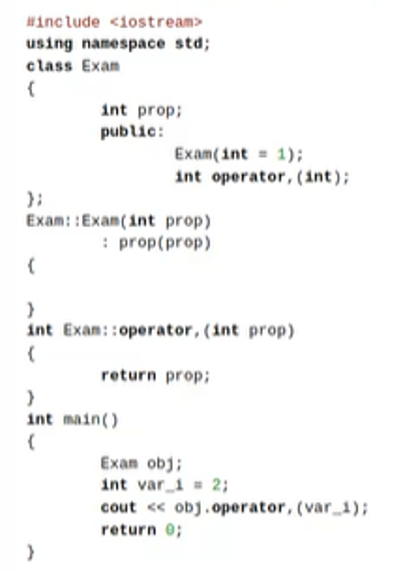 #include <iostream>
using namespace std;
class Exam
{
int prop;
public:
Exam(int = 1);
int operator,(int);
};
Exam::Exam(int prop)
: prop(prop)
{
}
int Exam::operator,(int prop)
{
return prop;
}
int main()
{
Exam obj;
int var_i = 2;
cout << obj.operator,(var_i);
return 0;
}